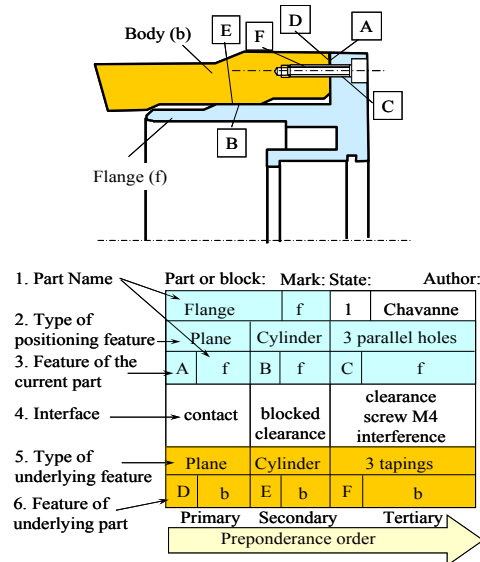 D
A
E
F
Body (b)
C
B
Flange (f)
1. Part Name
Part or block: Mark: State: Author:
Flange f 1 Chavanne
2. Type of
positioning feature
Plane Cylinder 3 parallel holes
3. Feature of the
current part
A f B f C f
4. Interface
contact
blocked
clearance
clearance
screw M4
interference
5. Type of
underlying feature
Plane Cylinder 3 tapings
6. Feature of
underlying part
D b E b F b
Primary Secondary Tertiary
Preponderance order